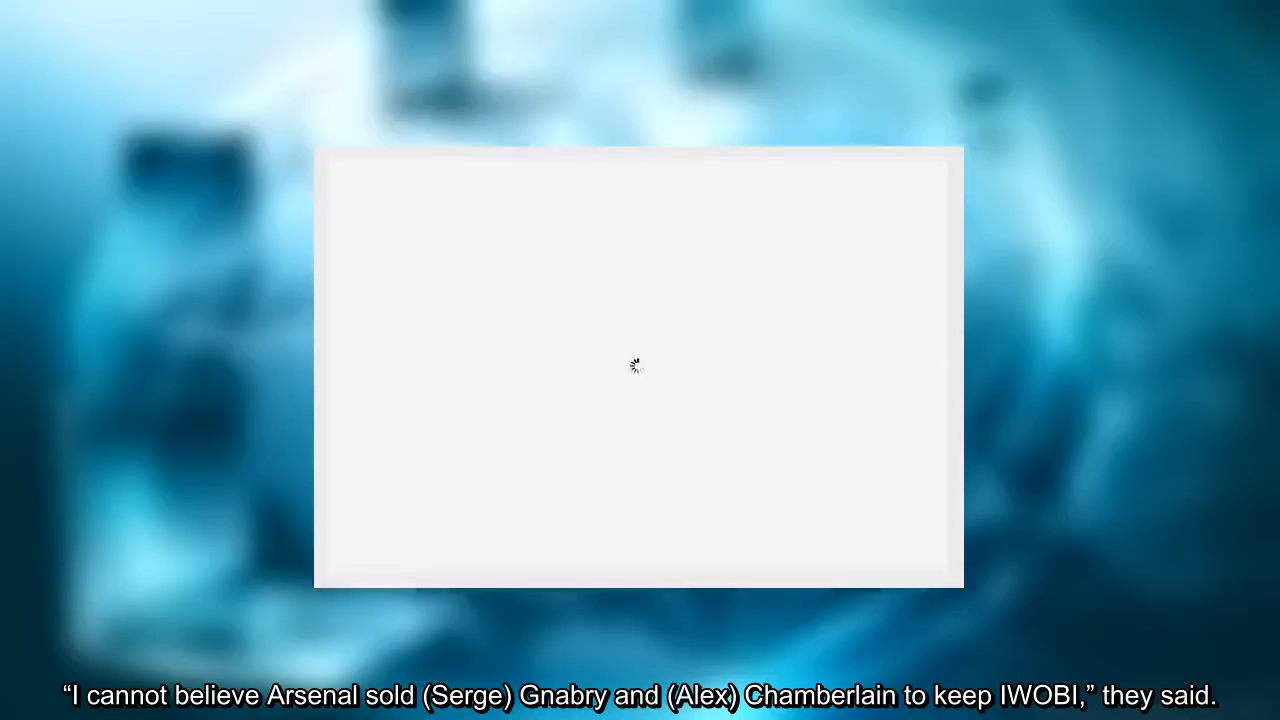 “I cannot believe Arsenal sold (Serge) Gnabry and (Alex) Chamberlain to keep IWOBI,” they said.